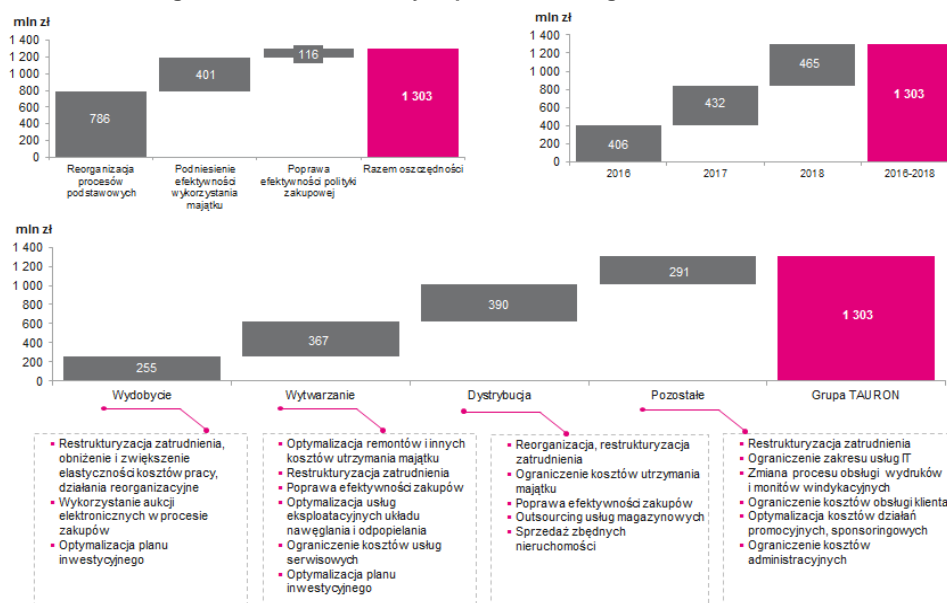 mln zł
1 400
1 200
1 000
800
600
400
200
0
786
401
116
1 303
Reorganizacja
procesów
podstawowych
Podniesienie
efektywności
wykorzystania
majątku
Poprawa
efektywności polityki
zakupowej
Razem oszczędności
mln zł
1 400
1 200
1 000
800
600
400
200
0
406
432
465
1 303
2016
2017
2018
2016-2018
mln zł
1 400
1 200
1 000
800
600
400
200
0
255
367
390
291
1 303
Wydobycie
Wytwarzanie
Dystrybucja
Pozostałe
Grupa TAURON
▪ Restrukturyzacja zatrudnienia,
obniżenie i zwiększenie
elastyczności kosztów pracy,
działania reorganizacyjne
▪ Wykorzystanie aukcji
elektronicznych w procesie
zakupów
▪ Optymalizacja planu
inwestycyjnego
▪ Optymalizacja remontów i innych
kosztów utrzymania majątku
▪ Restrukturyzacja zatrudnienia
▪ Poprawa efektywności zakupów
▪ Optymalizacja usług
eksploatacyjnych układu
nawęglania i odpopielania
▪ Ograniczenie kosztów usług
serwisowych
▪ Optymalizacja planu
inwestycyjnego
▪ Reorganizacja, restrukturyzacja
zatrudnienia
▪ Ograniczenie kosztów utrzymania
majątku
▪ Poprawa efektywności zakupów
▪ Outsourcing usług magazynowych
▪ Sprzedaż zbędnych
nieruchomości
▪ Restrukturyzacja zatrudnienia
▪ Ograniczenie zakresu usług IT
▪ Zmiana procesu obsługi wydruków
i monitów windykacyjnych
▪ Ograniczenie kosztów obsługi klienta
▪ Optymalizacja kosztów działań
promocyjnych, sponsoringowych
▪ Ograniczenie kosztów
administracyjnych